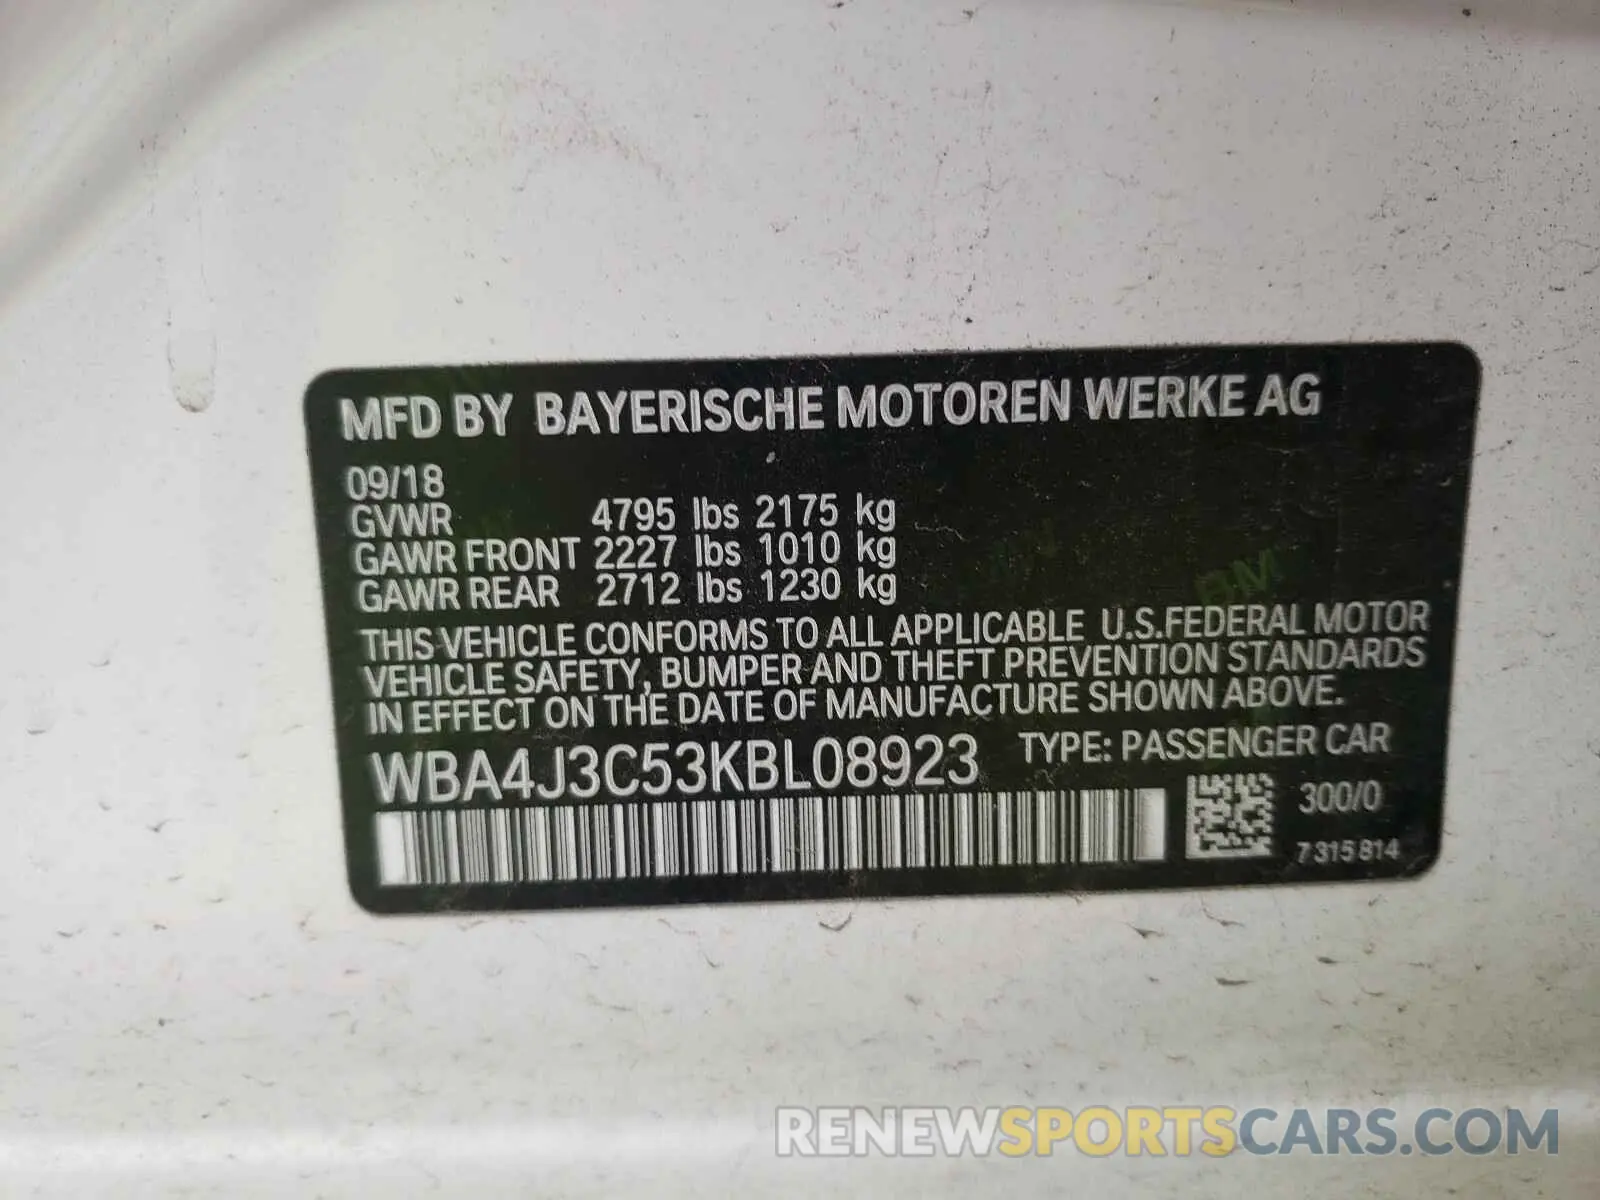 MFD BY BAYERISCHE MOTOREN WERKE AG
09/18
GVWR 4795 lbs 2175 kg
GAWR FRONT 2227 lbs 1010 kg
GAWR REAR 2712 lbs 1230 kg
THIS VEHICLE CONFORMS TO ALL APPLICABLE U.S.FEDERAL MOTOR
VEHICLE SAFETY, BUMPER AND THEFT PREVENTION STANDARDS
IN EFFECT ON THE DATE OF MANUFACTURE SHOWN ABOVE.
WBA4J3C53KBL08923 TYPE: PASSENGER CAR
300/0
7 315 814
RENEWSPORTSCARS.COM